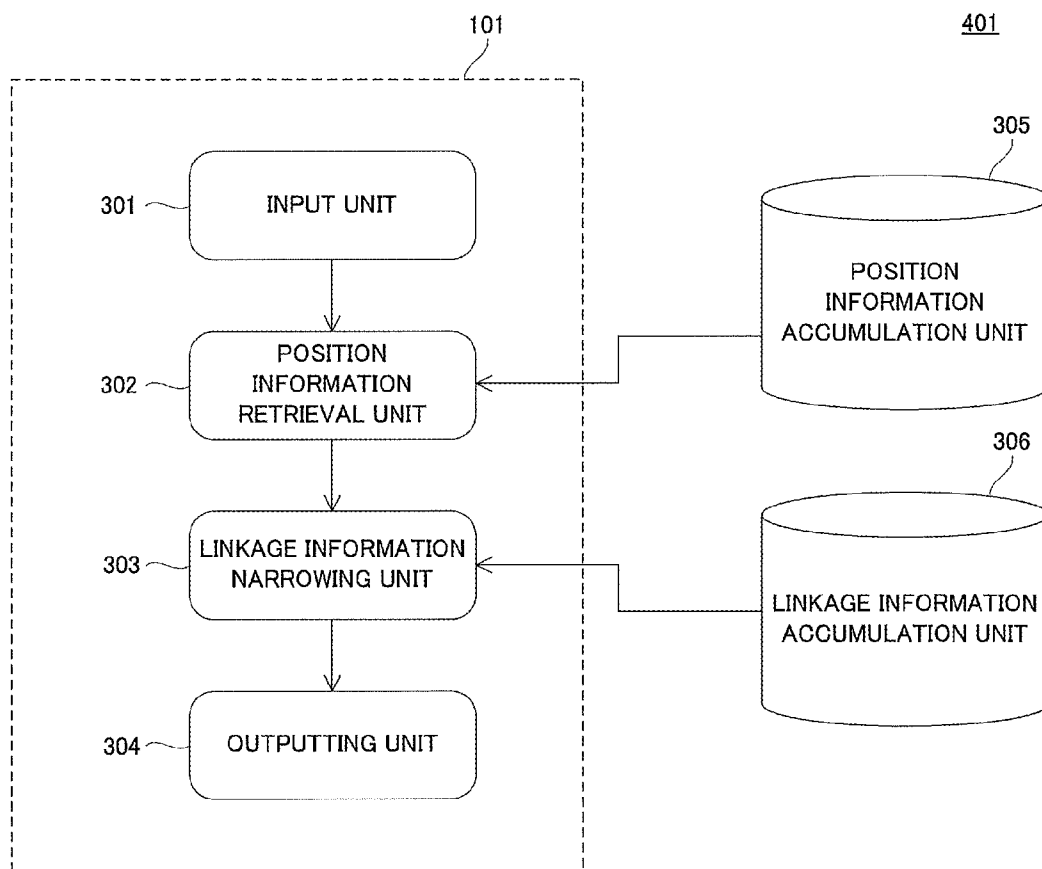 101
401
305
301
INPUT UNIT
POSITION
INFORMATION
ACCUMULATION UNIT
302
POSITION
INFORMATION
RETRIEVAL UNIT
306
303
LINKAGE INFORMATION
NARROWING UNIT
LINKAGE INFORMATION
ACCUMULATION UNIT
304
OUTPUTTING UNIT